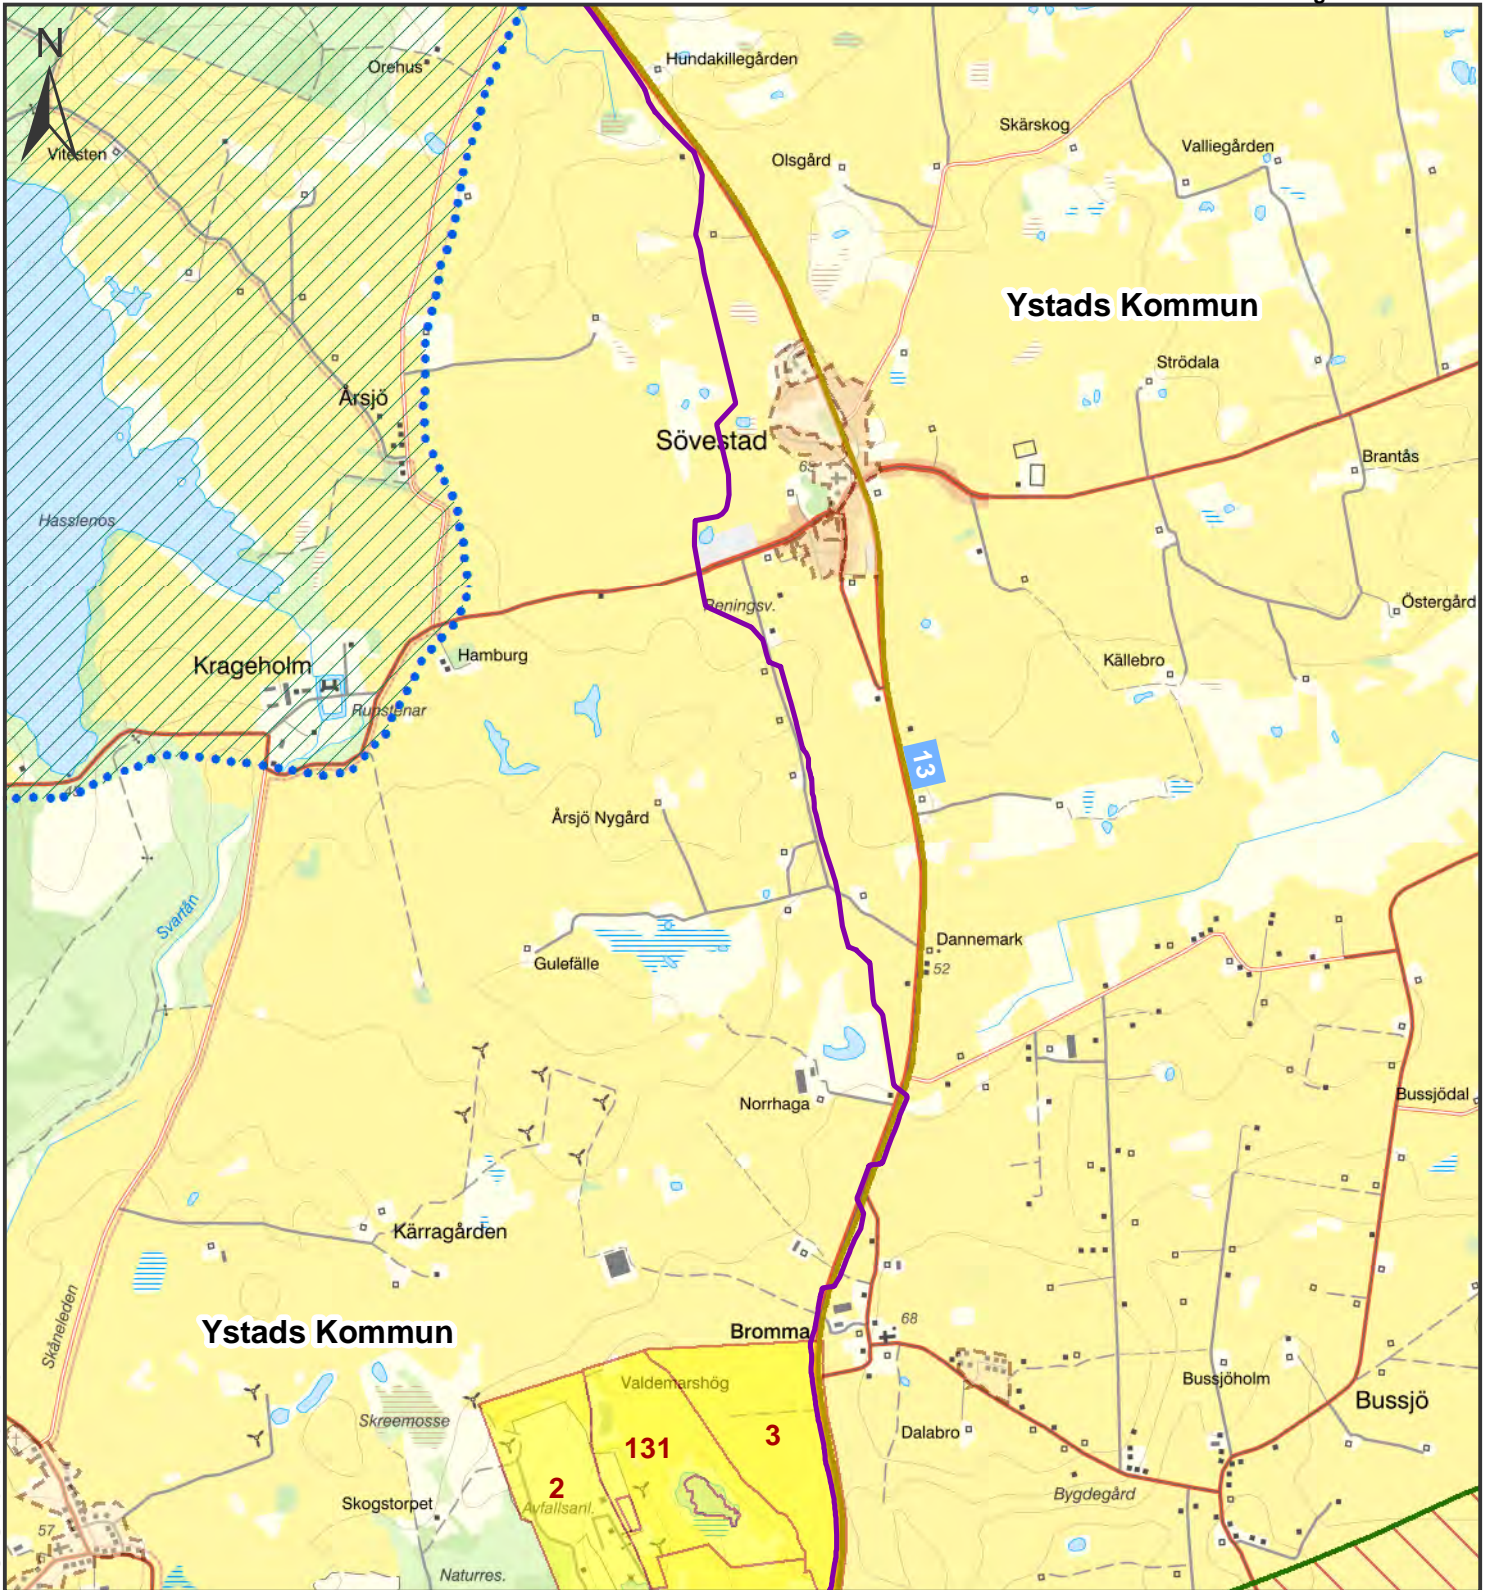 N
Orehus
Hundakillegården
Skärskog
Olsgård
Valliegården
Vitesten
Ystads Kommun
Strödala
Årsjö
Sövestad
Brantås
Hasslenös
Reningsv.
Östergård
Krageholm
Hamburg
Källebro
Runstenar
13
Årsjö Nygård
Svartån
Dannemark
52
Gulefälle
Norrhaga
Bussjödal
Kärragården
Skåneleden
Ystads Kommun
Bromma
68
Valdemarshög
Bussjöholm
Bussjö
Skreemosse
131
3
Dalabro
2
Skogstorpet
Avfallsanl.
Bygdegård
57
Naturres.